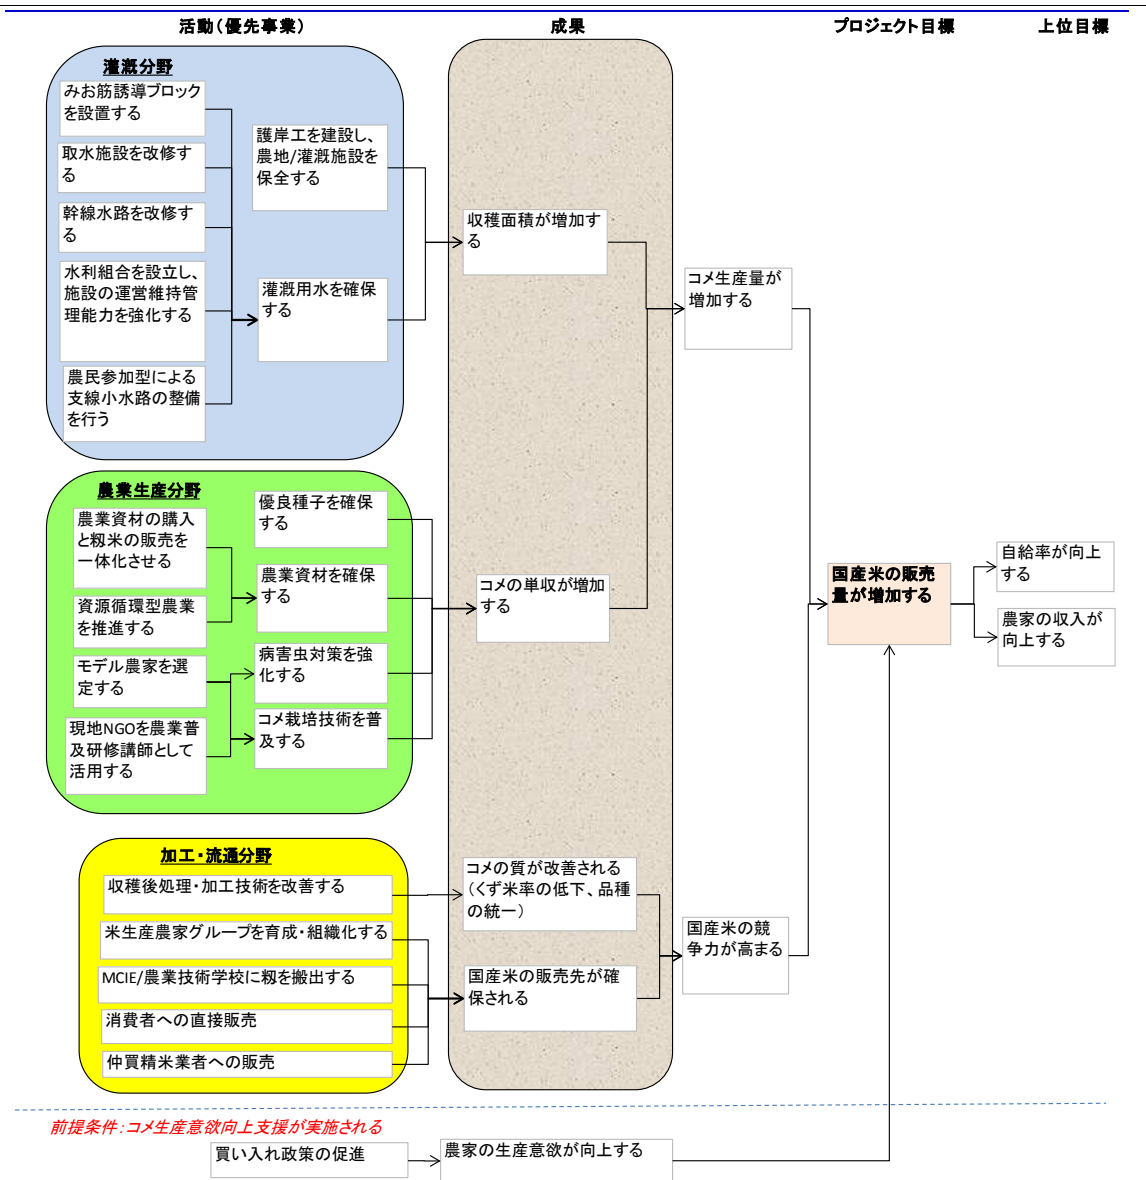 活動(優先事業)
成果
プロジェクト目標
上位目標
灌漑分野
みお筋誘導ブロック
を設置する
取水施設を改修す
る
幹線水路を改修す
る
水利組合を設立し、
施設の運営維持管
理能力を強化する
農民参加型による
支線小水路の整備
を行う
護岸工を建設し、
農地/灌漑施設を
保全する
灌漑用水を確保
する
収穫面積が増加す
る
コメ生産量が
増加する
農業生産分野
農業資材の購入
と籾米の販売を
一体化させる
資源循環型農業
を推進する
モデル農家を選
定する
現地NGOを農業普
及研修講師として
活用する
優良種子を確保
する
農業資材を確保
する
病害虫対策を強
化する
コメ栽培技術を普
及する
コメの単収が増加
する
国産米の販売
量が増加する
自給率が向上
する
農家の収入が
向上する
加工・流通分野
収穫後処理・加工技術を改善する
米生産農家グループを育成・組織化する
MCIE/農業技術学校に籾を搬出する
消費者への直接販売
仲買精米業者への販売
コメの質が改善される
(くず米率の低下、品種
の統一)
国産米の販売先が確
保される
国産米の競
争力が高まる
前提条件:コメ生産意欲向上支援が実施される
買い入れ政策の促進
農家の生産意欲が向上する